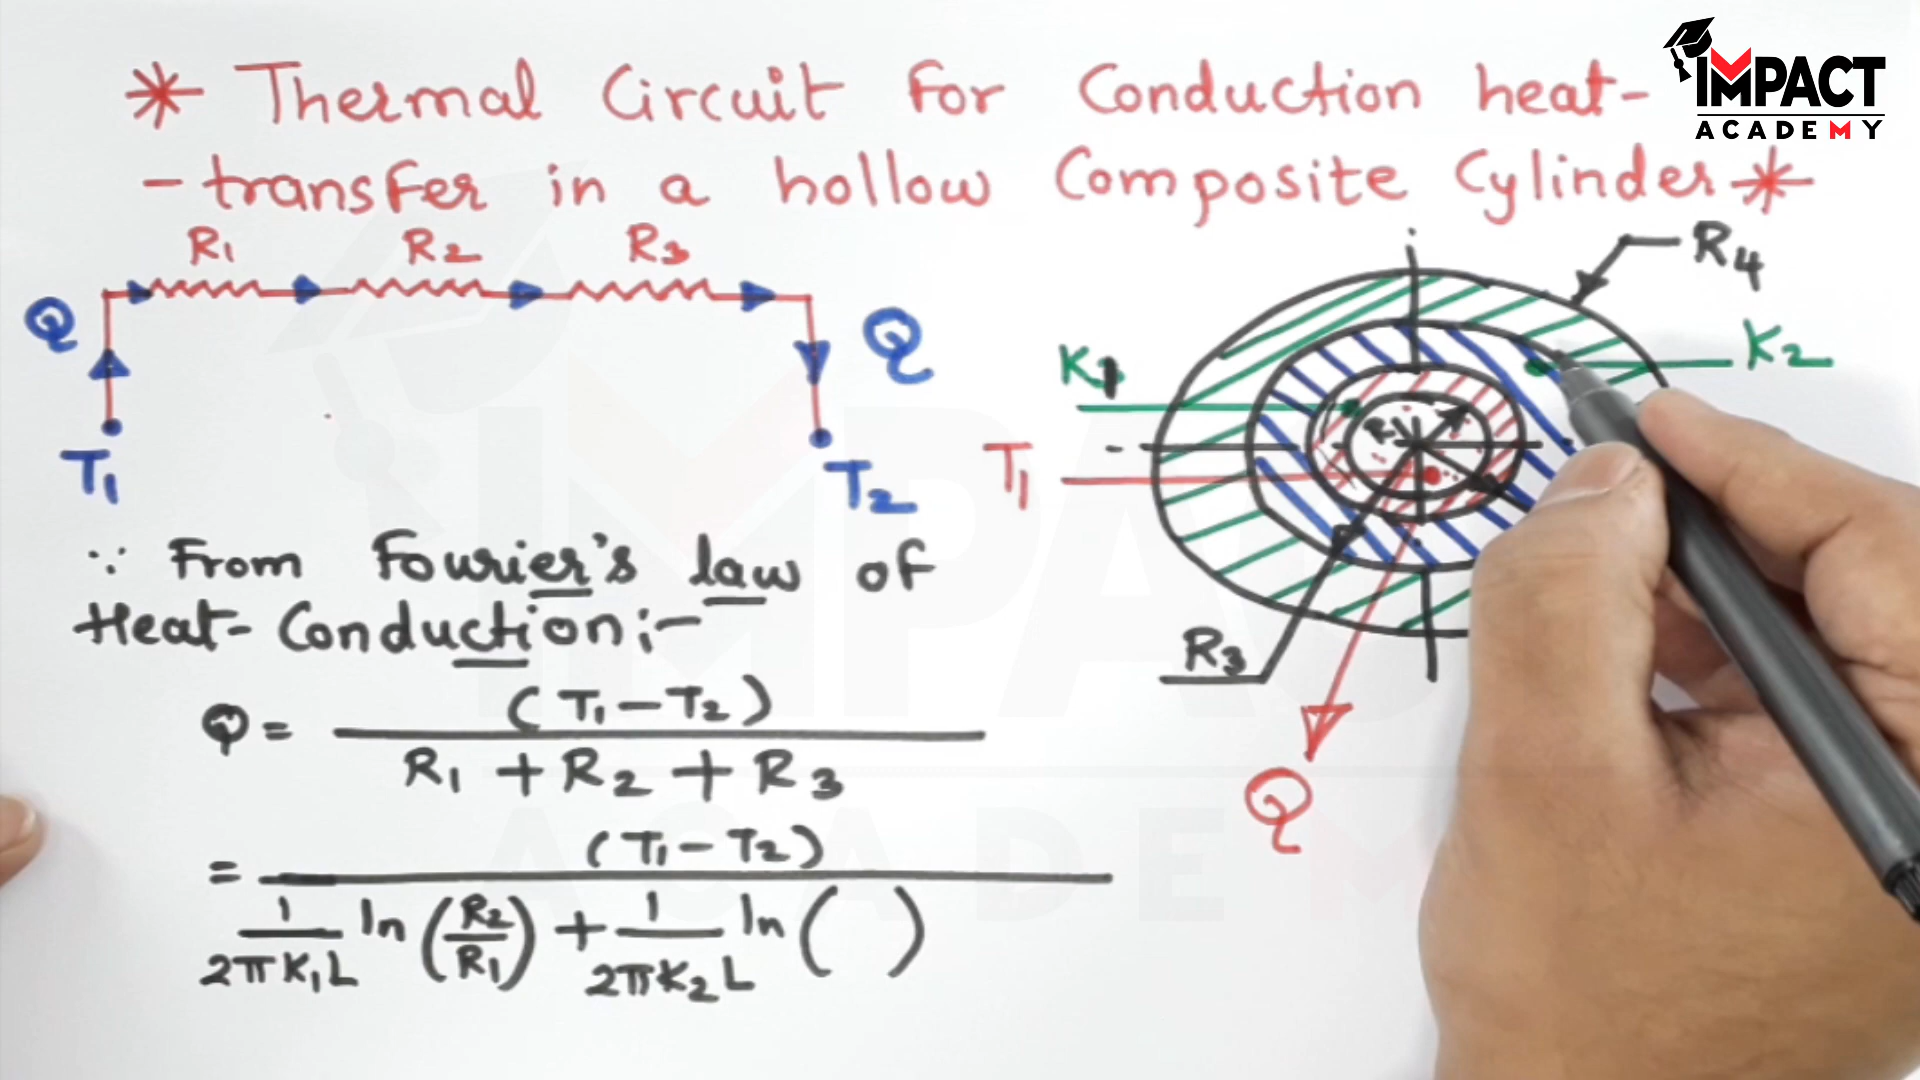 IMPACT
ACADEMY
* Thermal Circuit For Conduction heat-
-transfer in a hollow Composite Cylinder *
R1 R2 R3
Q Q
T1 T2
R4
K1 K2
T1
R1
R3
Q
∵ From Fourier's law of
Heat-Conduction:-
Q = (T1-T2)
R1 + R2 + R3
= (T1-T2)
1/2πK1L ln(R2/R1) + 1/2πK2L ln( )